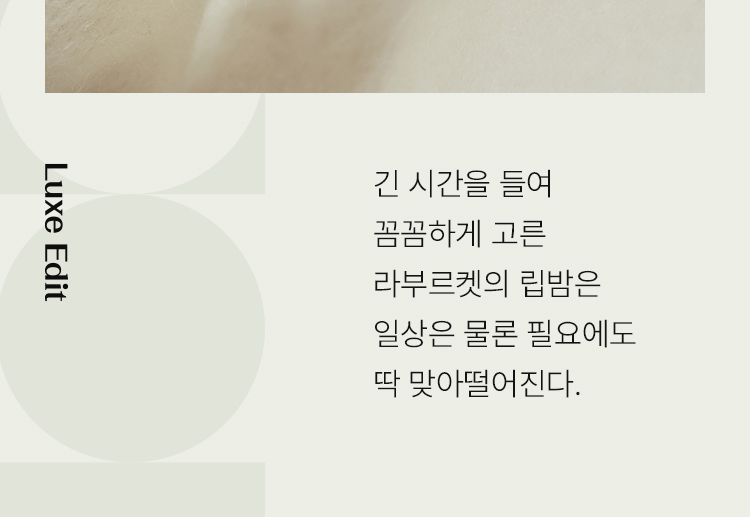 Luxe Edit
긴 시간을 들여
꼼꼼하게 고른
라부르켓의 립밤은
일상은 물론 필요에도
딱 맞아떨어진다.